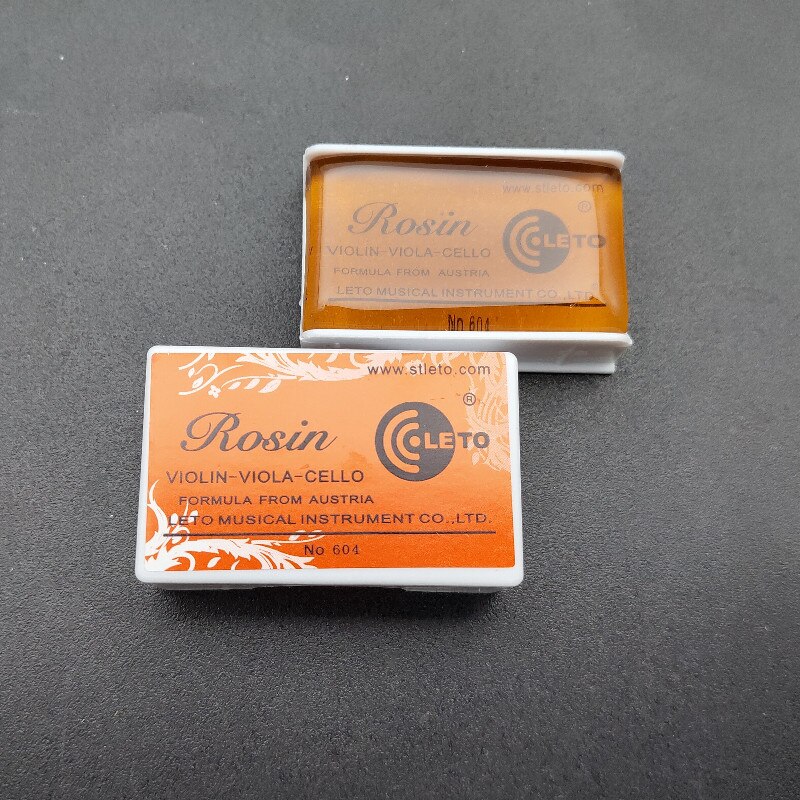 www.stleto.com
®
Rosin
LETO
VIOLIN-VIOLA-CELLO
FORMULA FROM AUSTRIA
LETO MUSICAL INSTRUMENT CO., LTD.
No 604
www.stleto.com
®
Rosin
LETO
VIOLIN-VIOLA-CELLO
FORMULA FROM AUSTRIA
LETO MUSICAL INSTRUMENT CO.,LTD.
No 604